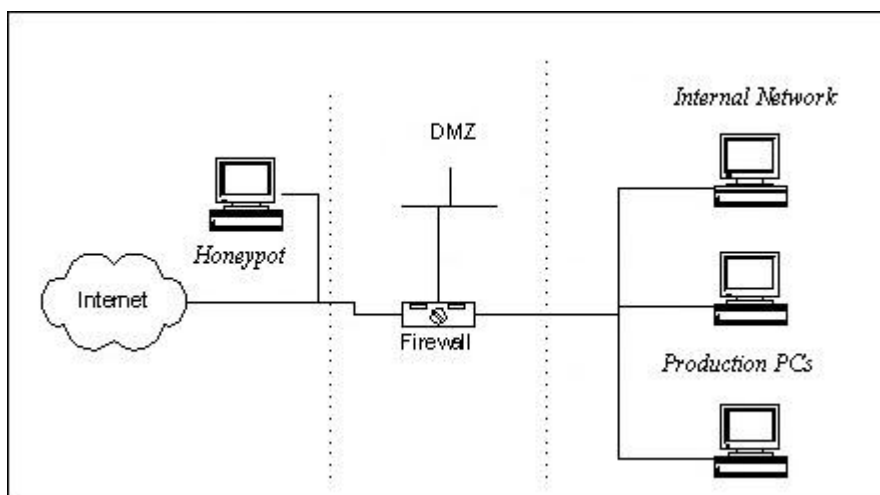 Internal Network
DMZ
Honeypot
Internet
Firewall
Production PCs